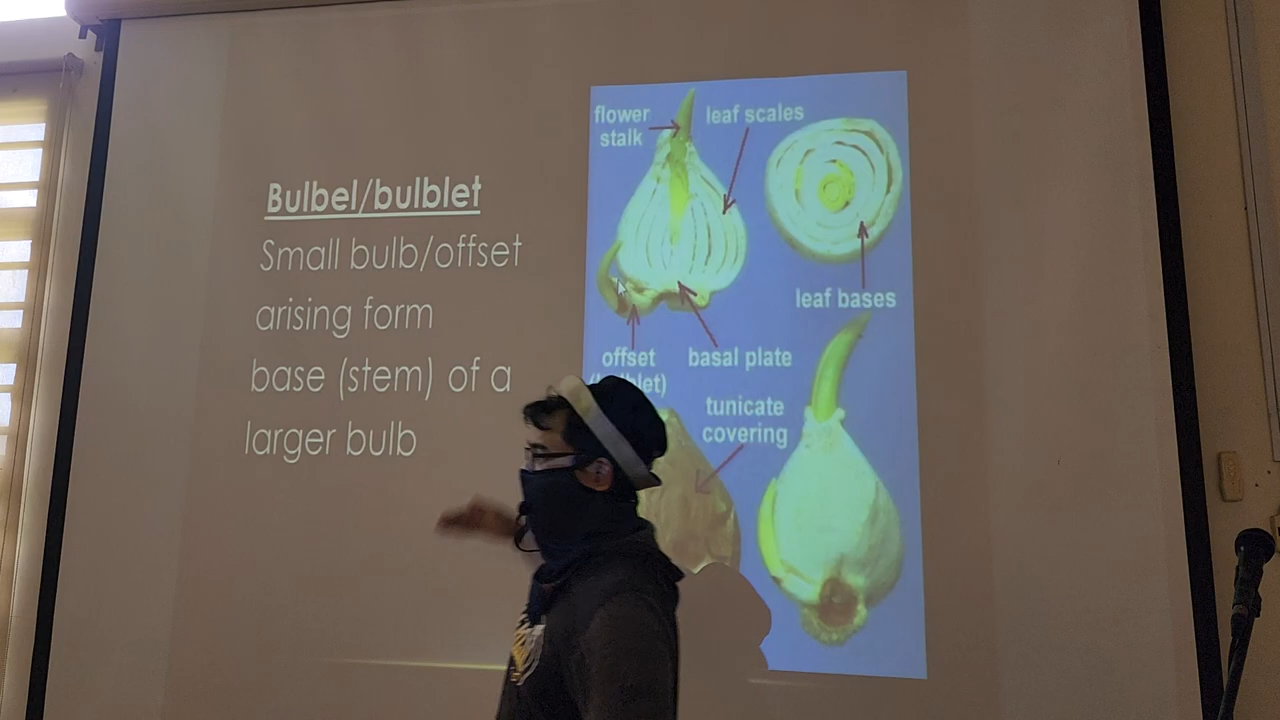 Bulbel/bulblet
Small bulb/offset
arising form
base (stem) of a
larger bulb
flower
stalk
leaf scales
leaf bases
offset
basal plate
tunicate
covering